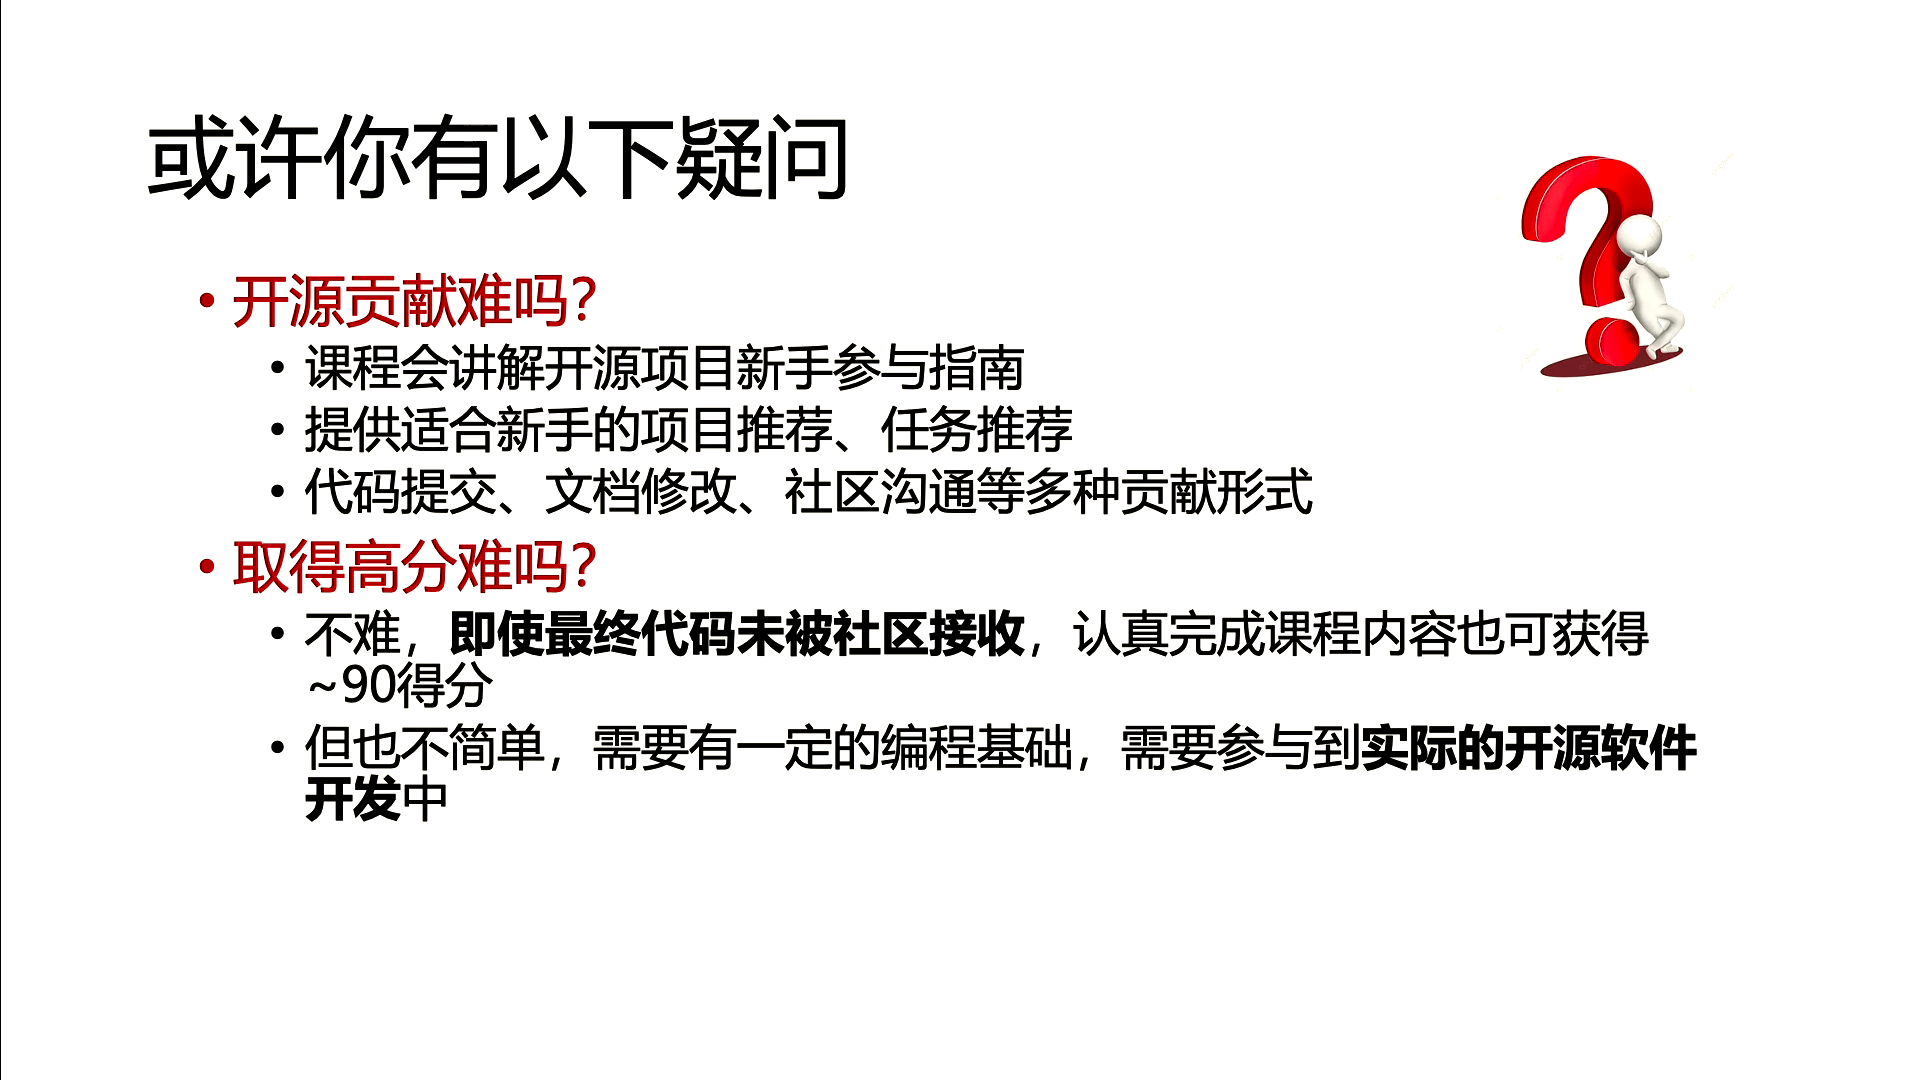 或许你有以下疑问
• 开源贡献难吗?
• 课程会讲解开源项目新手参与指南
• 提供适合新手的项目推荐、任务推荐
• 代码提交、文档修改、社区沟通等多种贡献形式
• 取得高分难吗?
• 不难，即使最终代码未被社区接收，认真完成课程内容也可获得
~90得分
• 但也不简单，需要有一定的编程基础，需要参与到实际的开源软件
开发中